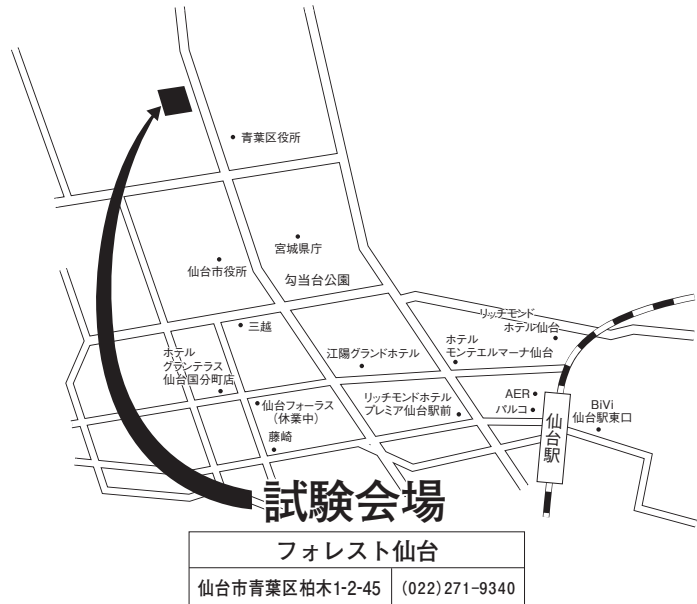 青葉区役所
宮城県庁
仙台市役所
勾当台公園
リッチモンド
ホテル仙台
三越
ホテル
モンテエルマーナ仙台
江陽グランドホテル
ホテル
グランテラス
仙台国分町店
AER
パルコ
BiVi
仙台駅東口
仙台フォーラス
(休業中)
リッチモンドホテル
プレミア仙台駅前
仙台駅
藤崎
試験会場
フォレスト仙台
仙台市青葉区柏木1-2-45
(022)271-9340